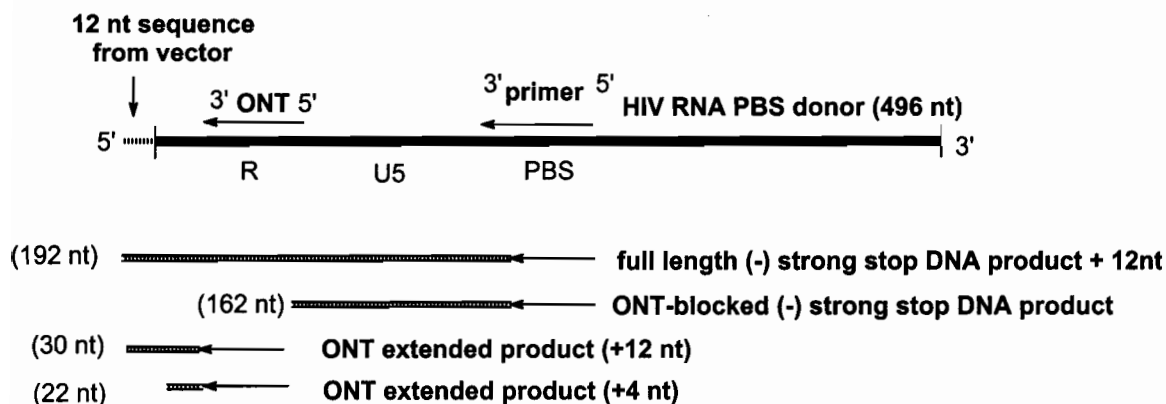 12 nt sequence
from vector
3' ONT 5'
3' primer 5'
HIV RNA PBS donor (496 nt)
5'
3'
R
U5
PBS
(192 nt)
full length (-) strong stop DNA product + 12nt
(162 nt)
ONT-blocked (-) strong stop DNA product
(30 nt)
ONT extended product (+12 nt)
(22 nt)
ONT extended product (+4 nt)